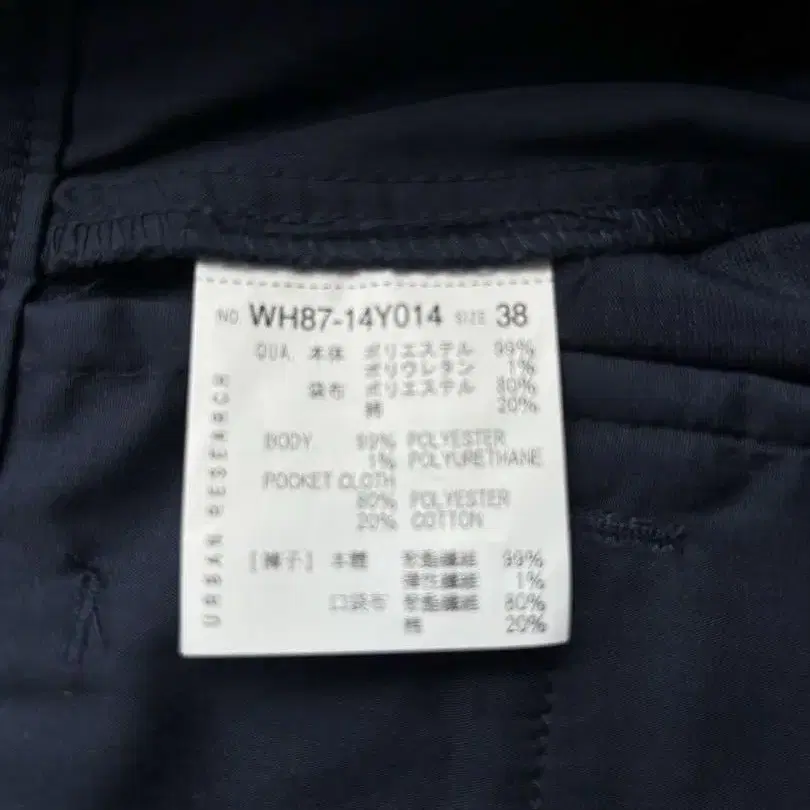 NO. WH87-14Y014 SIZE 38
QUA. 本体 ポリエステル 99%
ポリウレタン 1%
袋布 ポリエステル 80%
綿 20%
BODY 99% POLYESTER
1% POLYURETHANE
POCKET CLOTH
80% POLYESTER
20% COTTON
[褲子] 本體 聚酯纖維 99%
彈性纖維 1%
口袋布 聚酯纖維 80%
棉 20%
URBAN RESEARCH